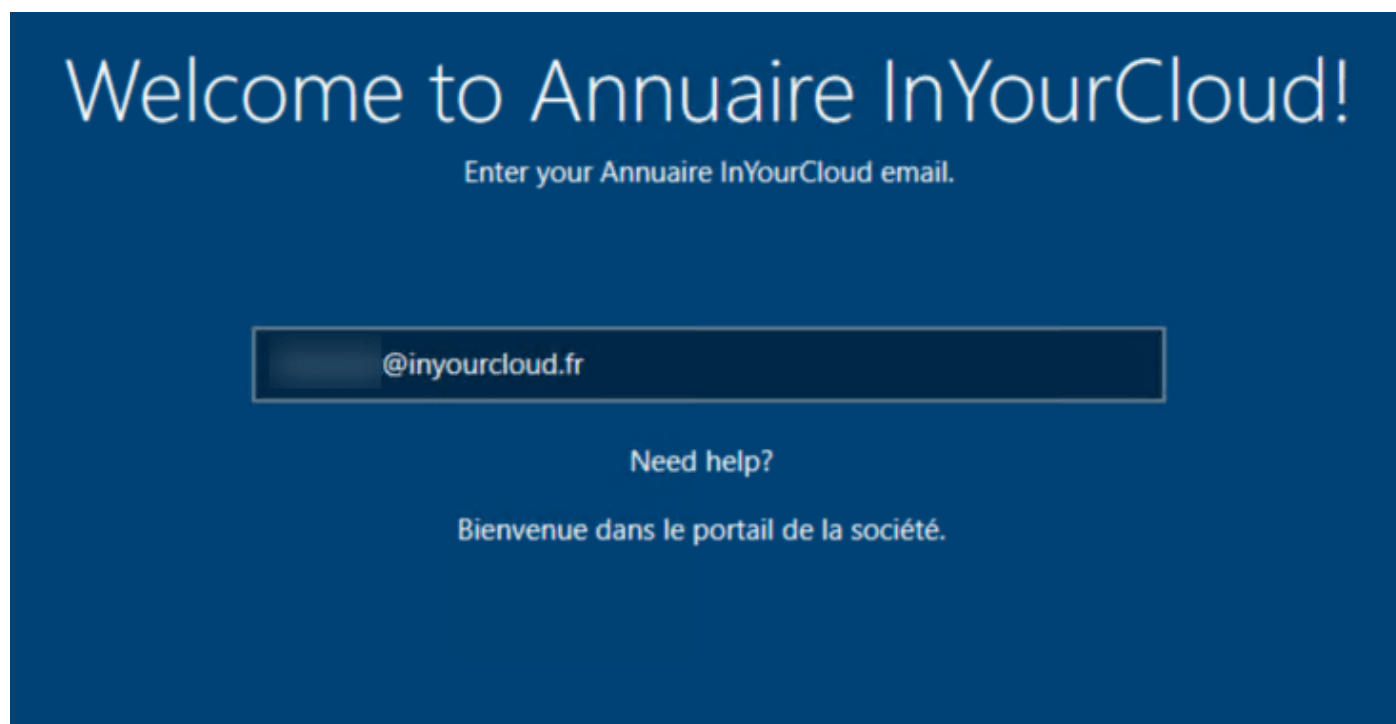 Welcome to Annuaire InYourCloud!
Enter your Annuaire InYourCloud email.
@inyourcloud.fr
Need help?
Bienvenue dans le portail de la société.